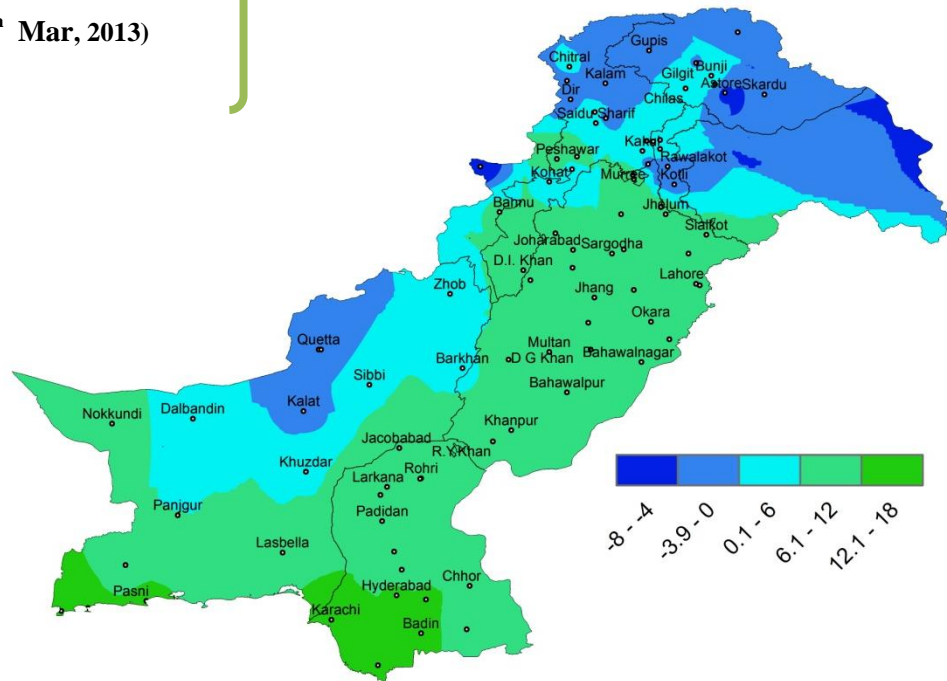 n Mar, 2013)
Gupis
Chitral
Bunji
Gilgit
Kalam
Astore
Skardu
Dir
Chilas
Saidu Sharif
Peshawar
Rawalakot
Kohat
Murree
Kotli
Bannu
Jhelum
Sialkot
Joharabad
Sargodha
D.I. Khan
Lahore
Zhob
Jhang
Okara
Quetta
Multan
D G Khan
Bahawalnagar
Barkhan
Sibbi
Bahawalpur
Kalat
Dalbandin
Nokkundi
Khanpur
Jacobabad
R.Y.Khan
Khuzdar
Rohri
Larkana
Panjgur
Padidan
Lasbella
Chhor
Hyderabad
Pasni
Karachi
Badin
-8 - -4
-3.9 - 0
0.1 - 6
6.1 - 12
12.1 - 18